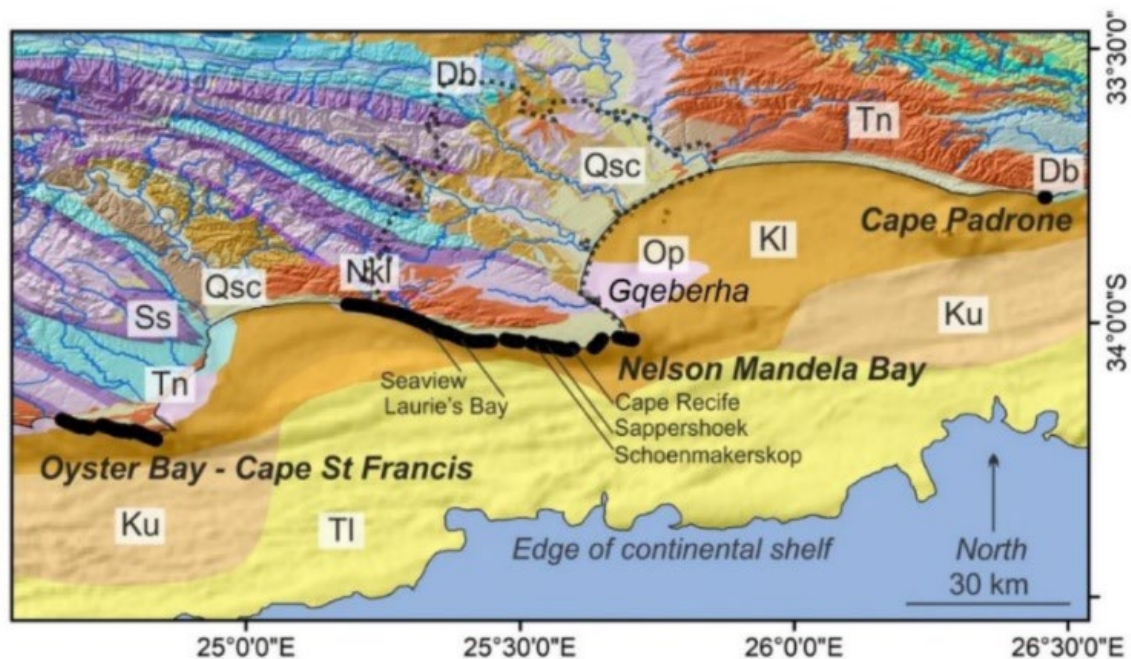 33°30'0"
Db
Tn
Qsc
Db
Cape Padrone
Op
Kl
Nkl
Gqeberha
Qsc
Ss
Ku
34°0'0"S
Tn
Seaview
Nelson Mandela Bay
Laurie's Bay
Cape Recife
Sappershoek
Oyster Bay - Cape St Francis
Schoenmakerskop
Ku
Tl
Edge of continental shelf
North
30 km
25°0'0"E
25°30'0"E
26°0'0"E
26°30'0"E